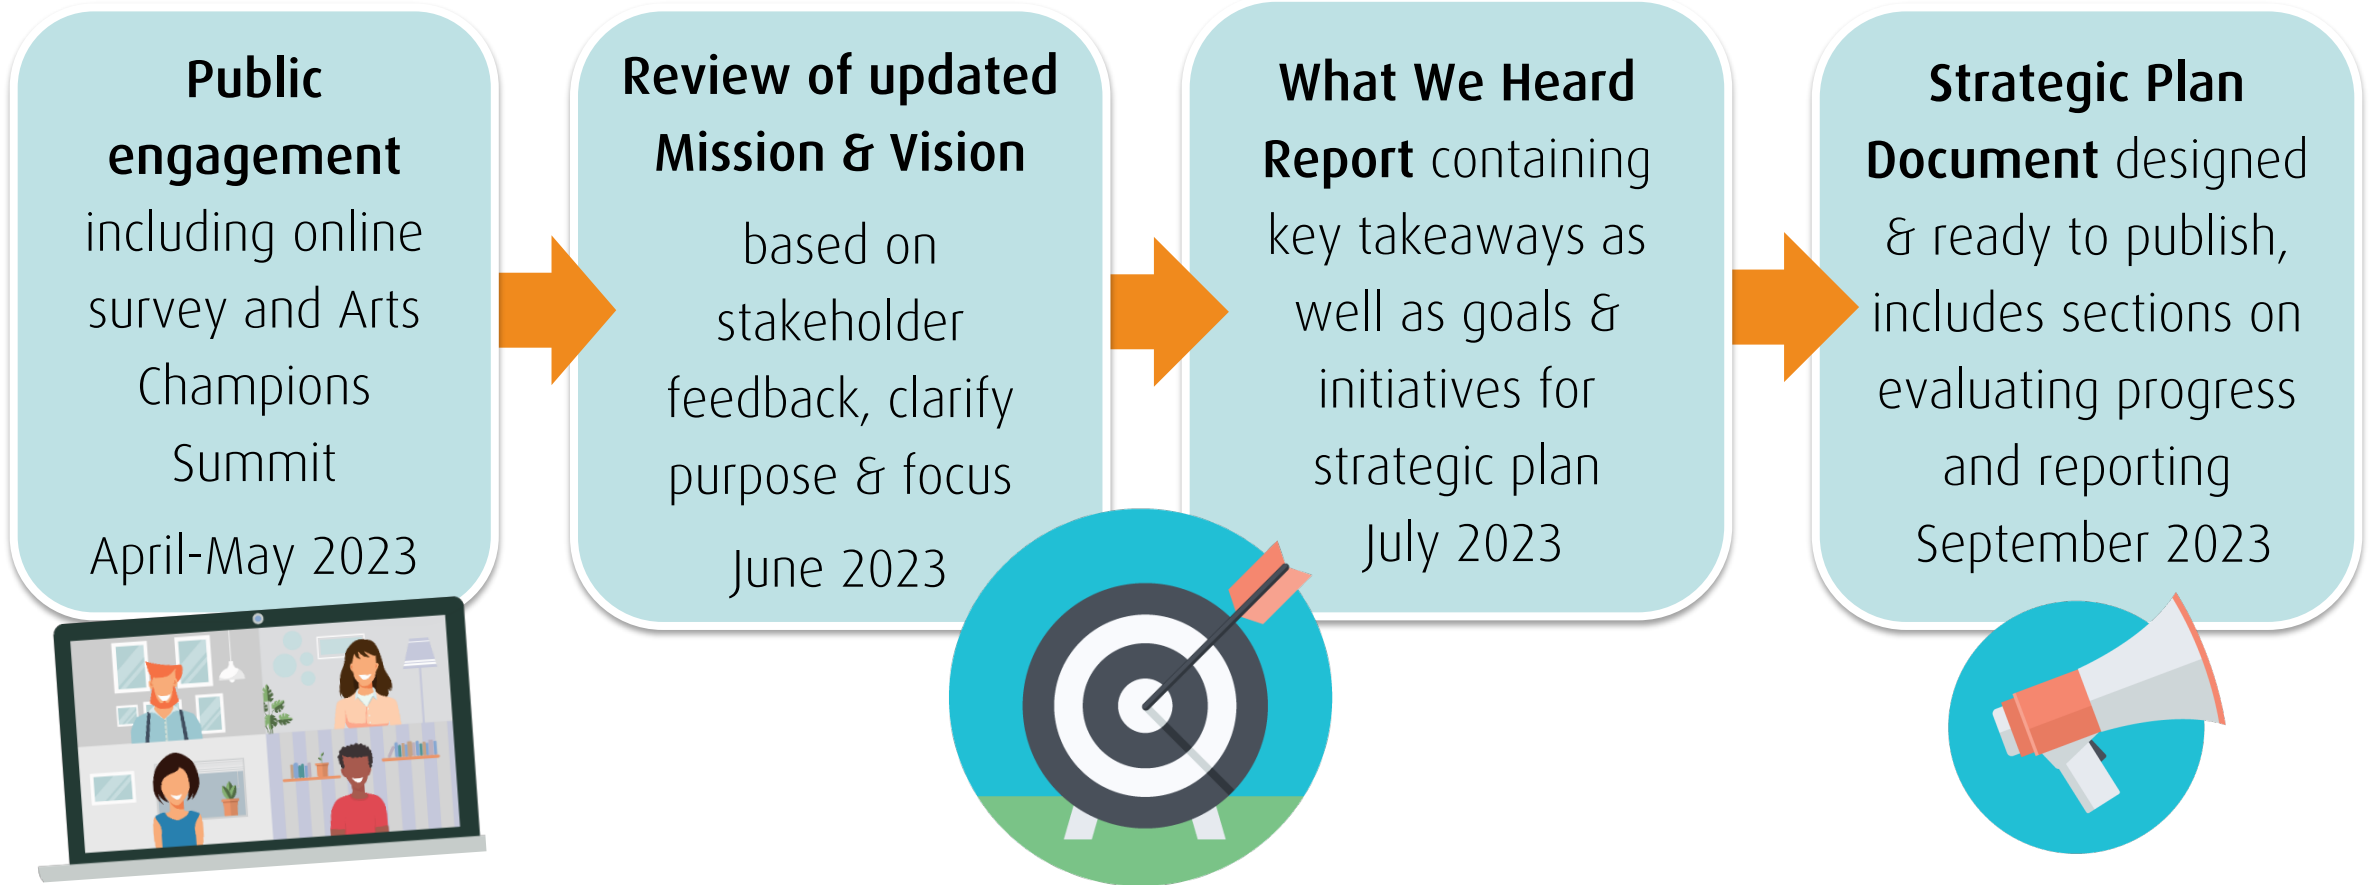 Public
engagement
including online
survey and Arts
Champions
Summit
April-May 2023
Review of updated
Mission & Vision
based on
stakeholder
feedback, clarify
purpose & focus
June 2023
What We Heard
Report containing
key takeaways as
well as goals &
initiatives for
strategic plan
July 2023
Strategic Plan
Document designed
& ready to publish,
includes sections on
evaluating progress
and reporting
September 2023